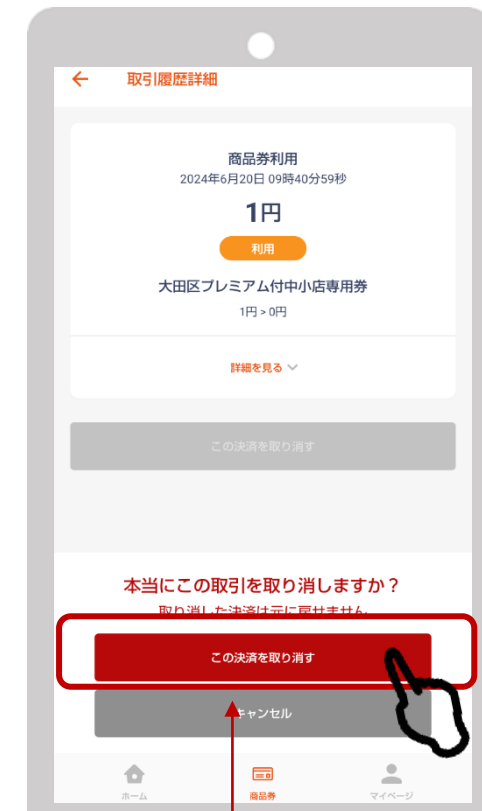 取引履歴詳細
商品券利用
2024年6月20日 09時40分59秒
1円
利用
大田区プレミアム付中小店専用券
1円 > 0円
詳細を見る
この決済を取り消す
本当にこの取引を取り消しますか？
取り消した決済は元に戻せません
この決済を取り消す
キャンセル
ホーム
商品券
マイページ